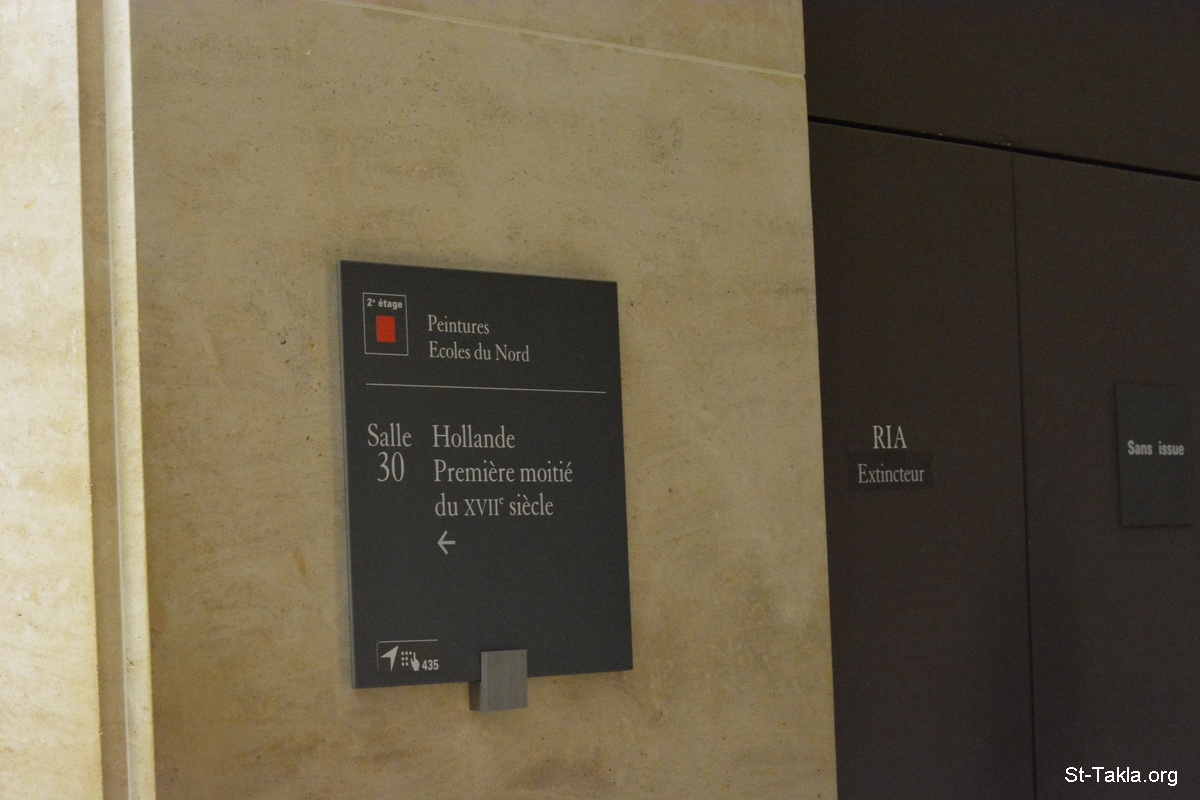 2e étage
Peintures
Ecoles du Nord
Salle
30
Hollande
Première moitié
du XVIIe siècle
←
435
RIA
Extincteur
Sans issue
St-Takla.org